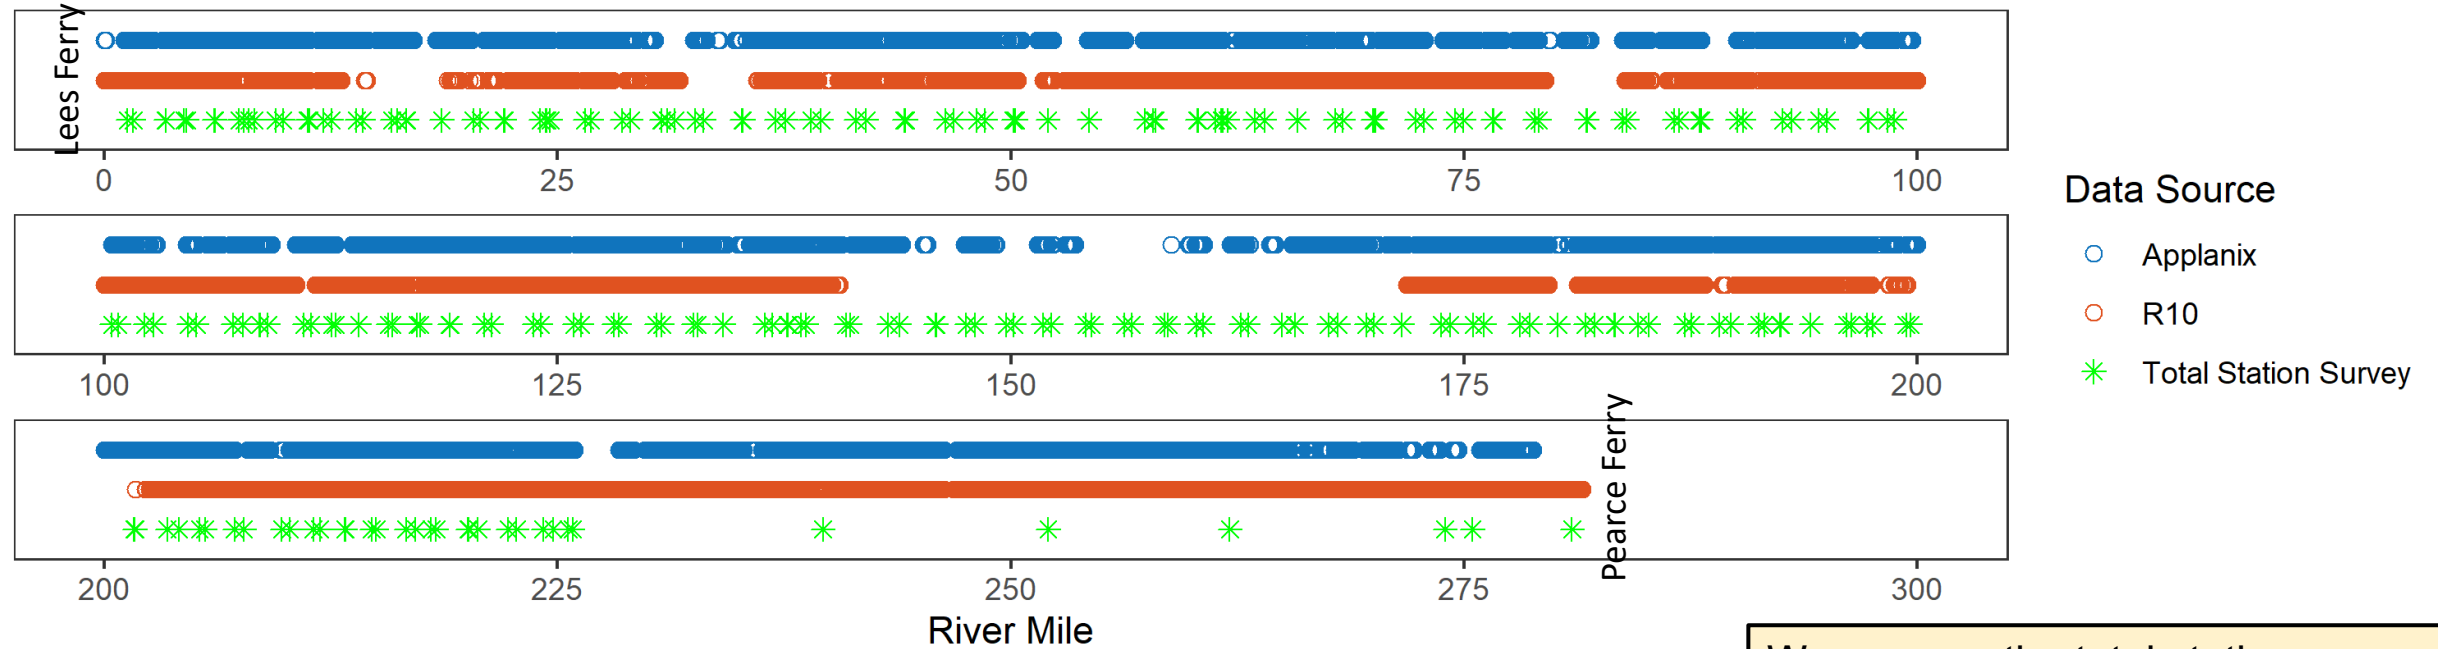 Lees Ferry
0 25 50 75 100
100 125 150 175 200
Pearce Ferry
200 225 250 275 300
River Mile
Data Source
Applanix
R10
Total Station Survey